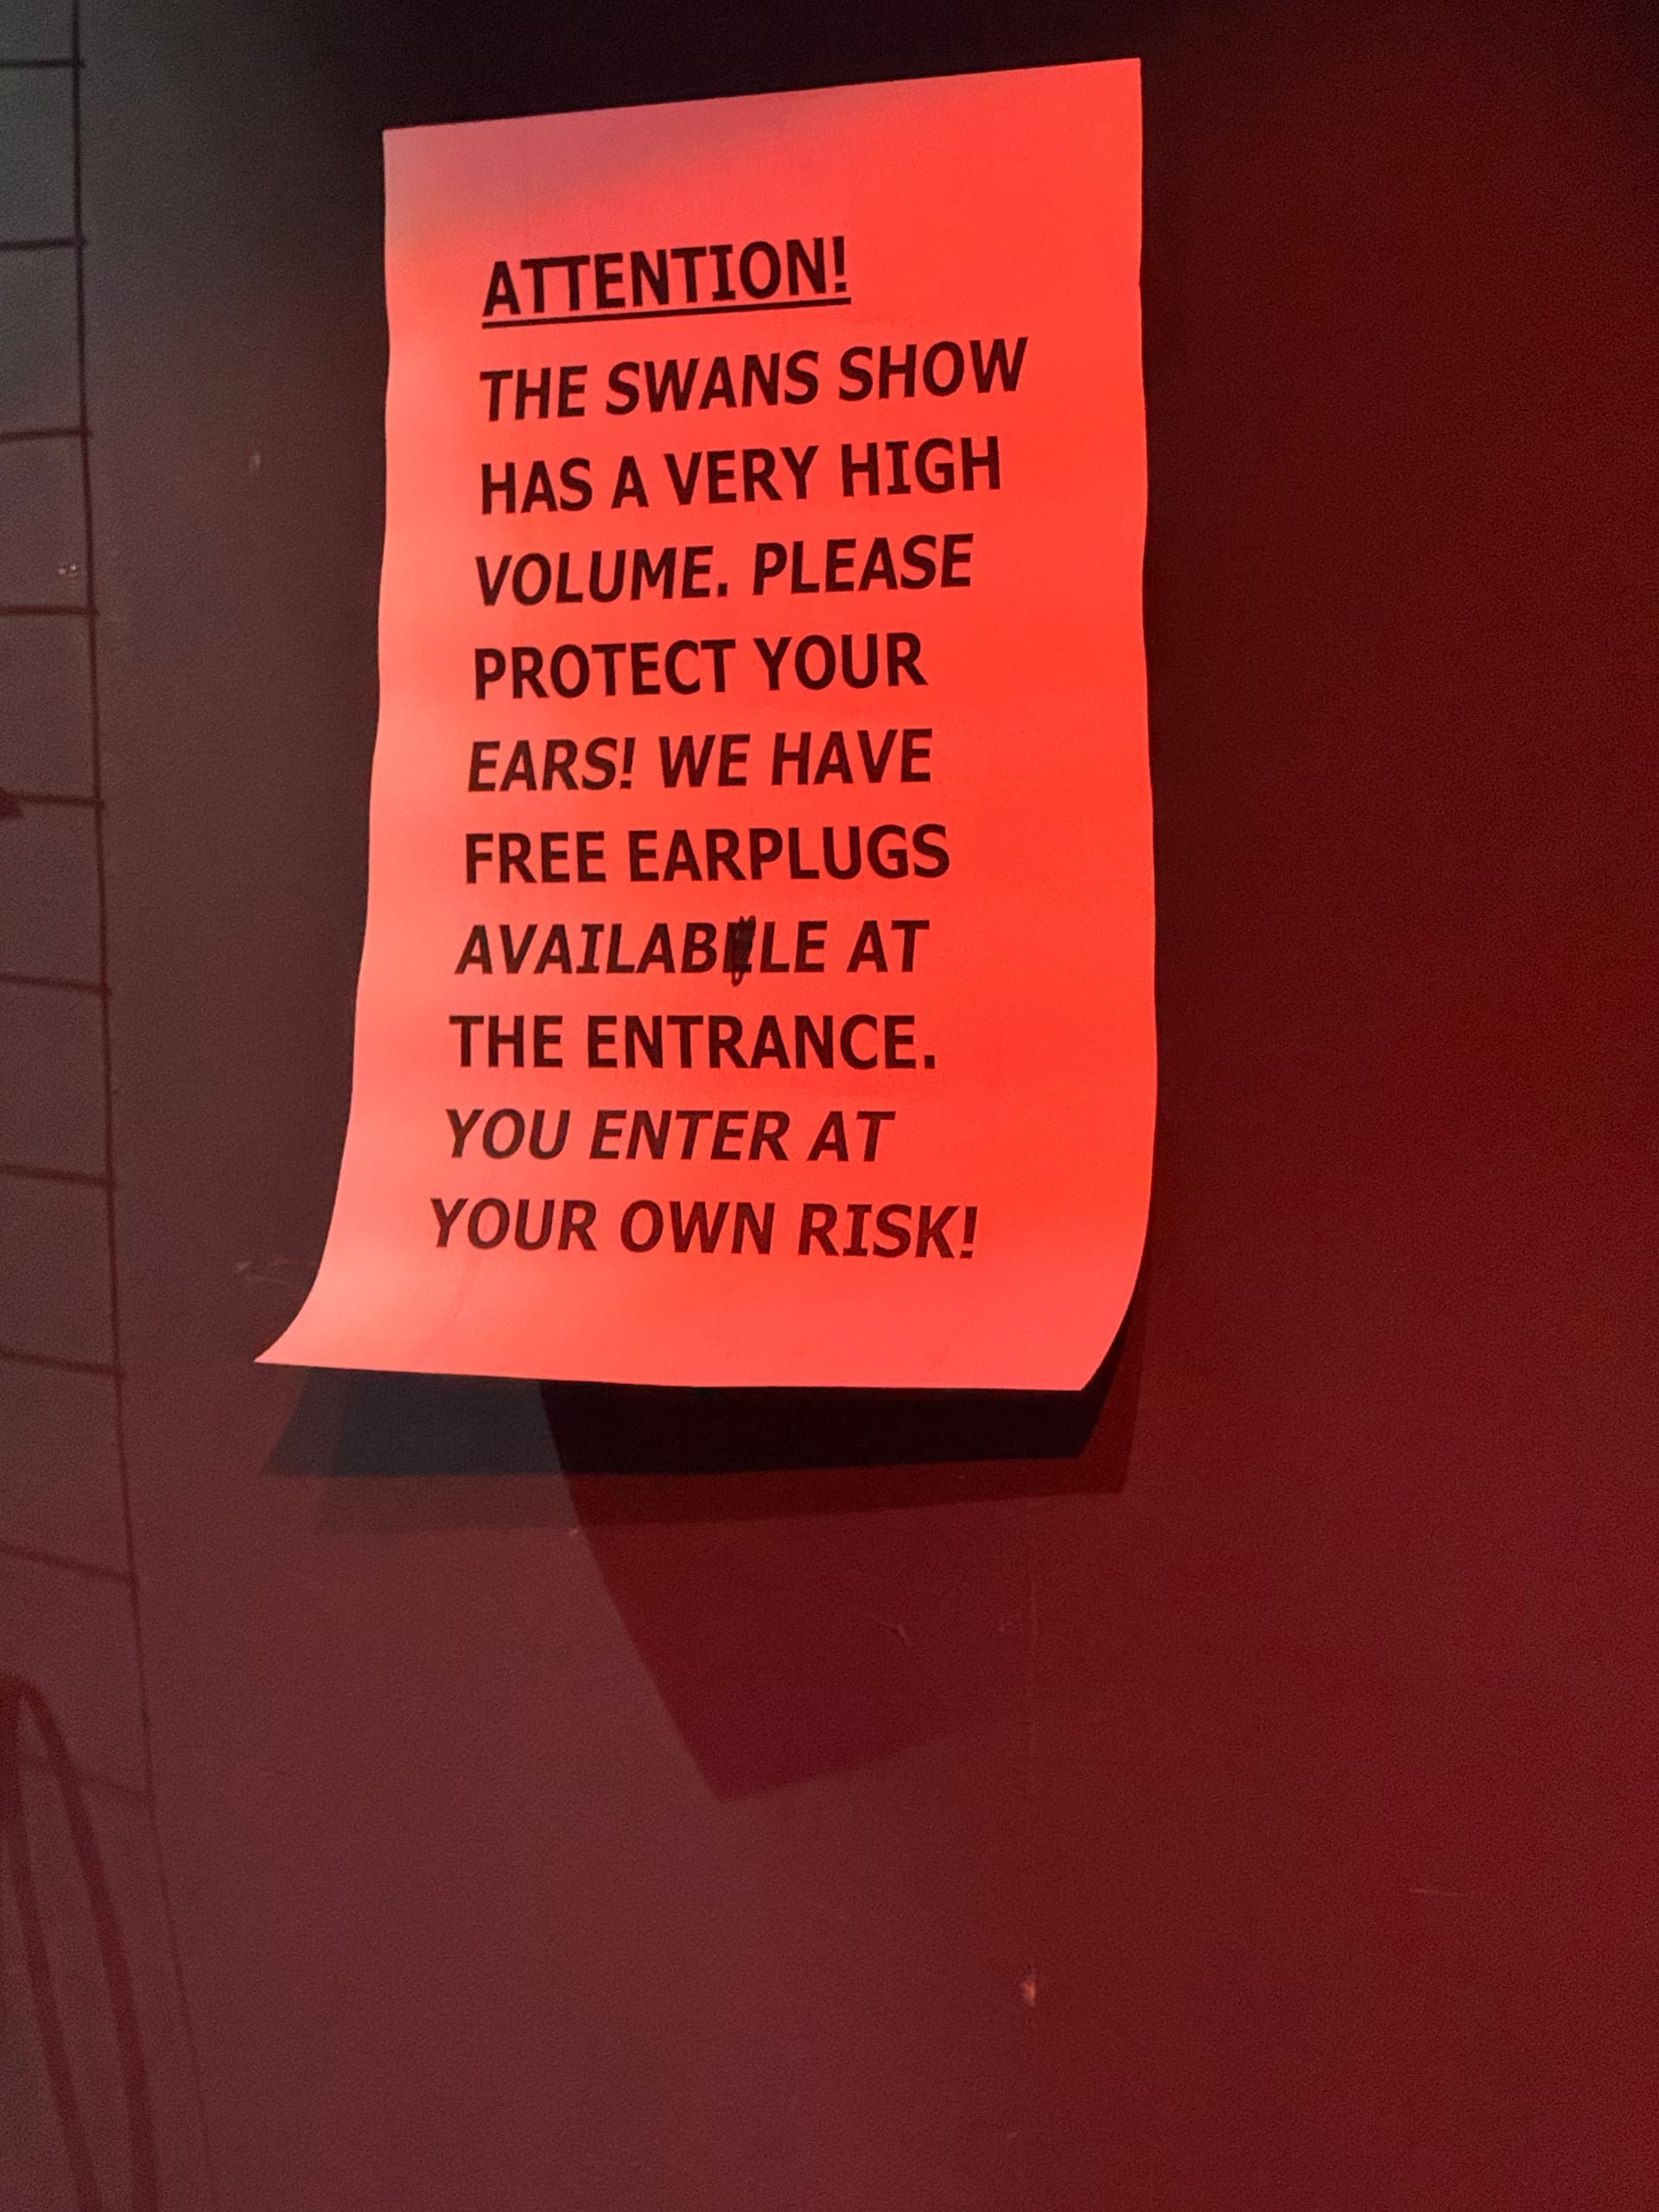 ATTENTION!
THE SWANS SHOW
HAS A VERY HIGH
VOLUME. PLEASE
PROTECT YOUR
EARS! WE HAVE
FREE EARPLUGS
AVAILABLE AT
THE ENTRANCE.
YOU ENTER AT
YOUR OWN RISK!